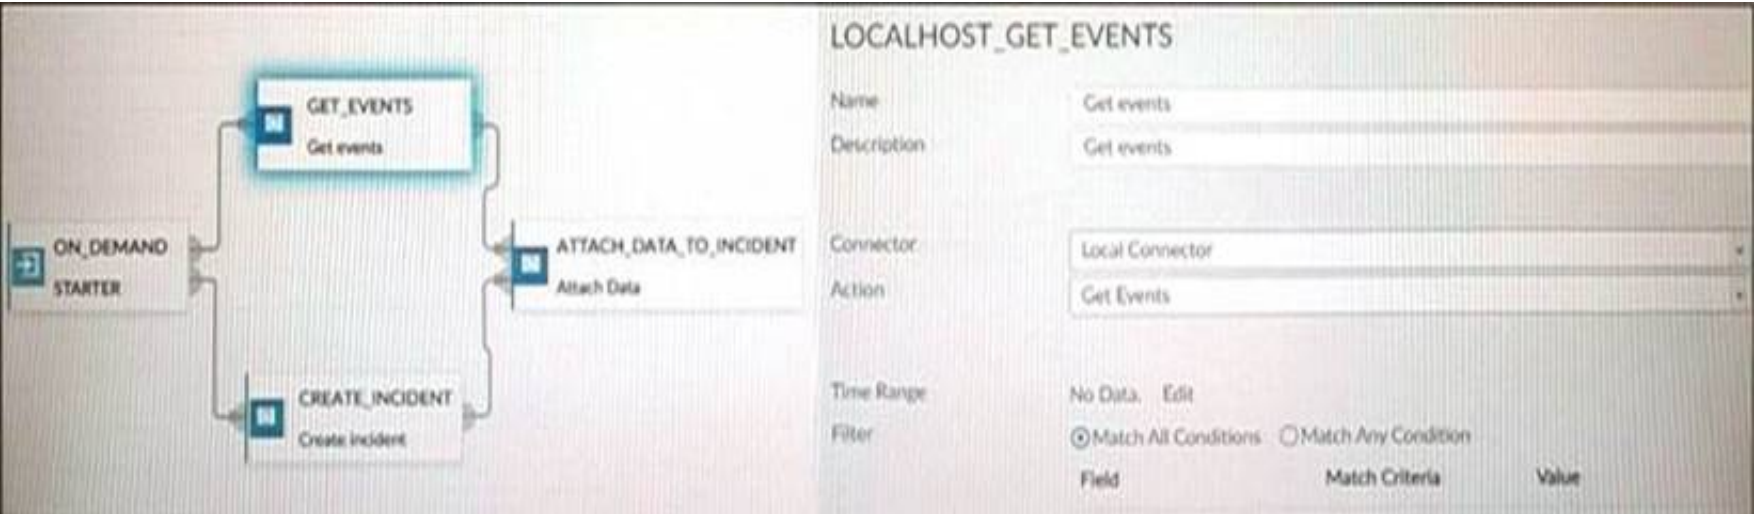 GET_EVENTS
Get events
ON_DEMAND
STARTER
ATTACH_DATA_TO_INCIDENT
Attach Data
CREATE_INCIDENT
Create incident
LOCALHOST_GET_EVENTS
Name Get events
Description Get events
Connector Local Connector
Action Get Events
Time Range No Data. Edit
Filter Match All Conditions Match Any Condition
Field Match Criteria Value